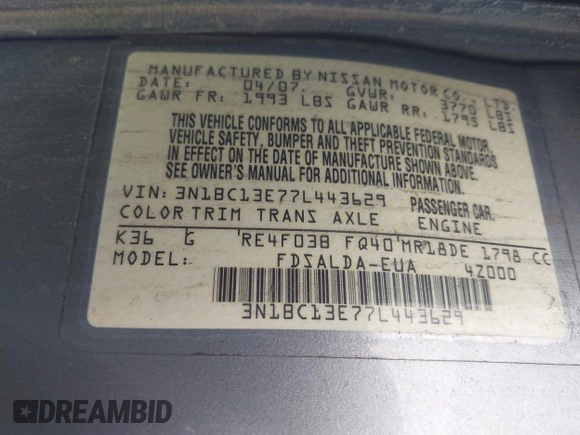 MANUFACTURED BY NISSAN MOTOR CO., LTD.
DATE: 04/07. GVWR: 3770 LBS
GAWR FR: 1993 LBS GAWR RR: 1795 LBS
THIS VEHICLE CONFORMS TO ALL APPLICABLE FEDERAL MOTOR
VEHICLE SAFETY, BUMPER AND THEFT PREVENTION STANDARDS
IN EFFECT ON THE DATE OF MANUFACTURE SHOWN ABOVE.
SEE OWNER'S MANUAL FOR ADDITIONAL INFORMATION
VIN: 3N1BC13E77L443629 PASSENGER CAR.
COLOR TRIM TRANS AXLE ENGINE
K36 G RE4F03B FQ40 MR18DE 1798 CC
MODEL: FDSALDA-EUA 4Z000
3N1BC13E77L443629
DREAMBID